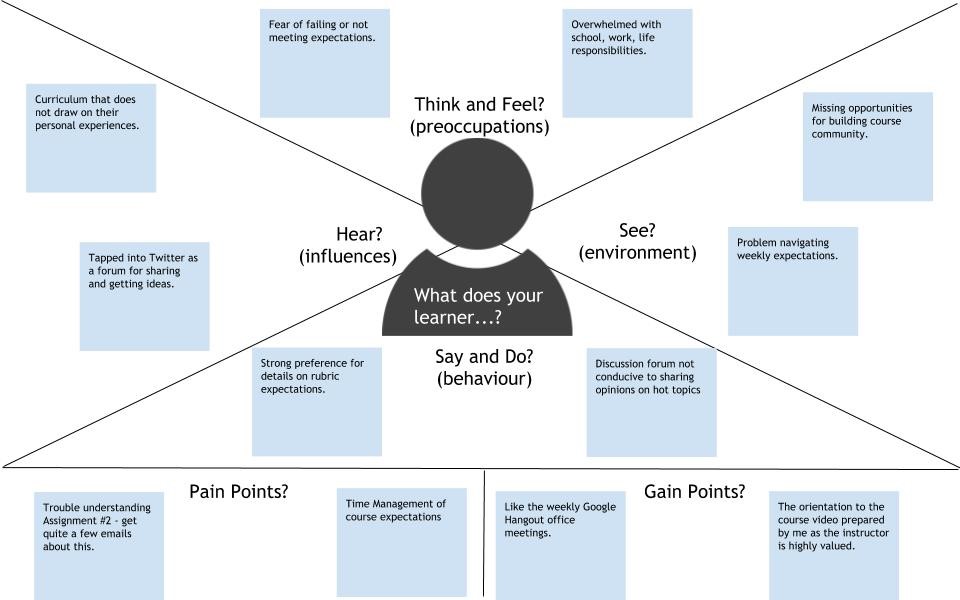 Fear of failing or not
meeting expectations.
Overwhelmed with
school, work, life
responsibilities.
Curriculum that does
not draw on their
personal experiences.
Think and Feel?
(preoccupations)
Missing opportunities
for building course
community.
Hear?
(influences)
See?
(environment)
Tapped into Twitter as
a forum for sharing
and getting ideas.
Problem navigating
weekly expectations.
What does your
learner...?
Say and Do?
(behaviour)
Strong preference for
details on rubric
expectations.
Discussion forum not
conducive to sharing
opinions on hot topics
Pain Points?
Gain Points?
Trouble understanding
Assignment #2 - get
quite a few emails
about this.
Time Management of
course expectations
Like the weekly Google
Hangout office
meetings.
The orientation to the
course video prepared
by me as the instructor
is highly valued.